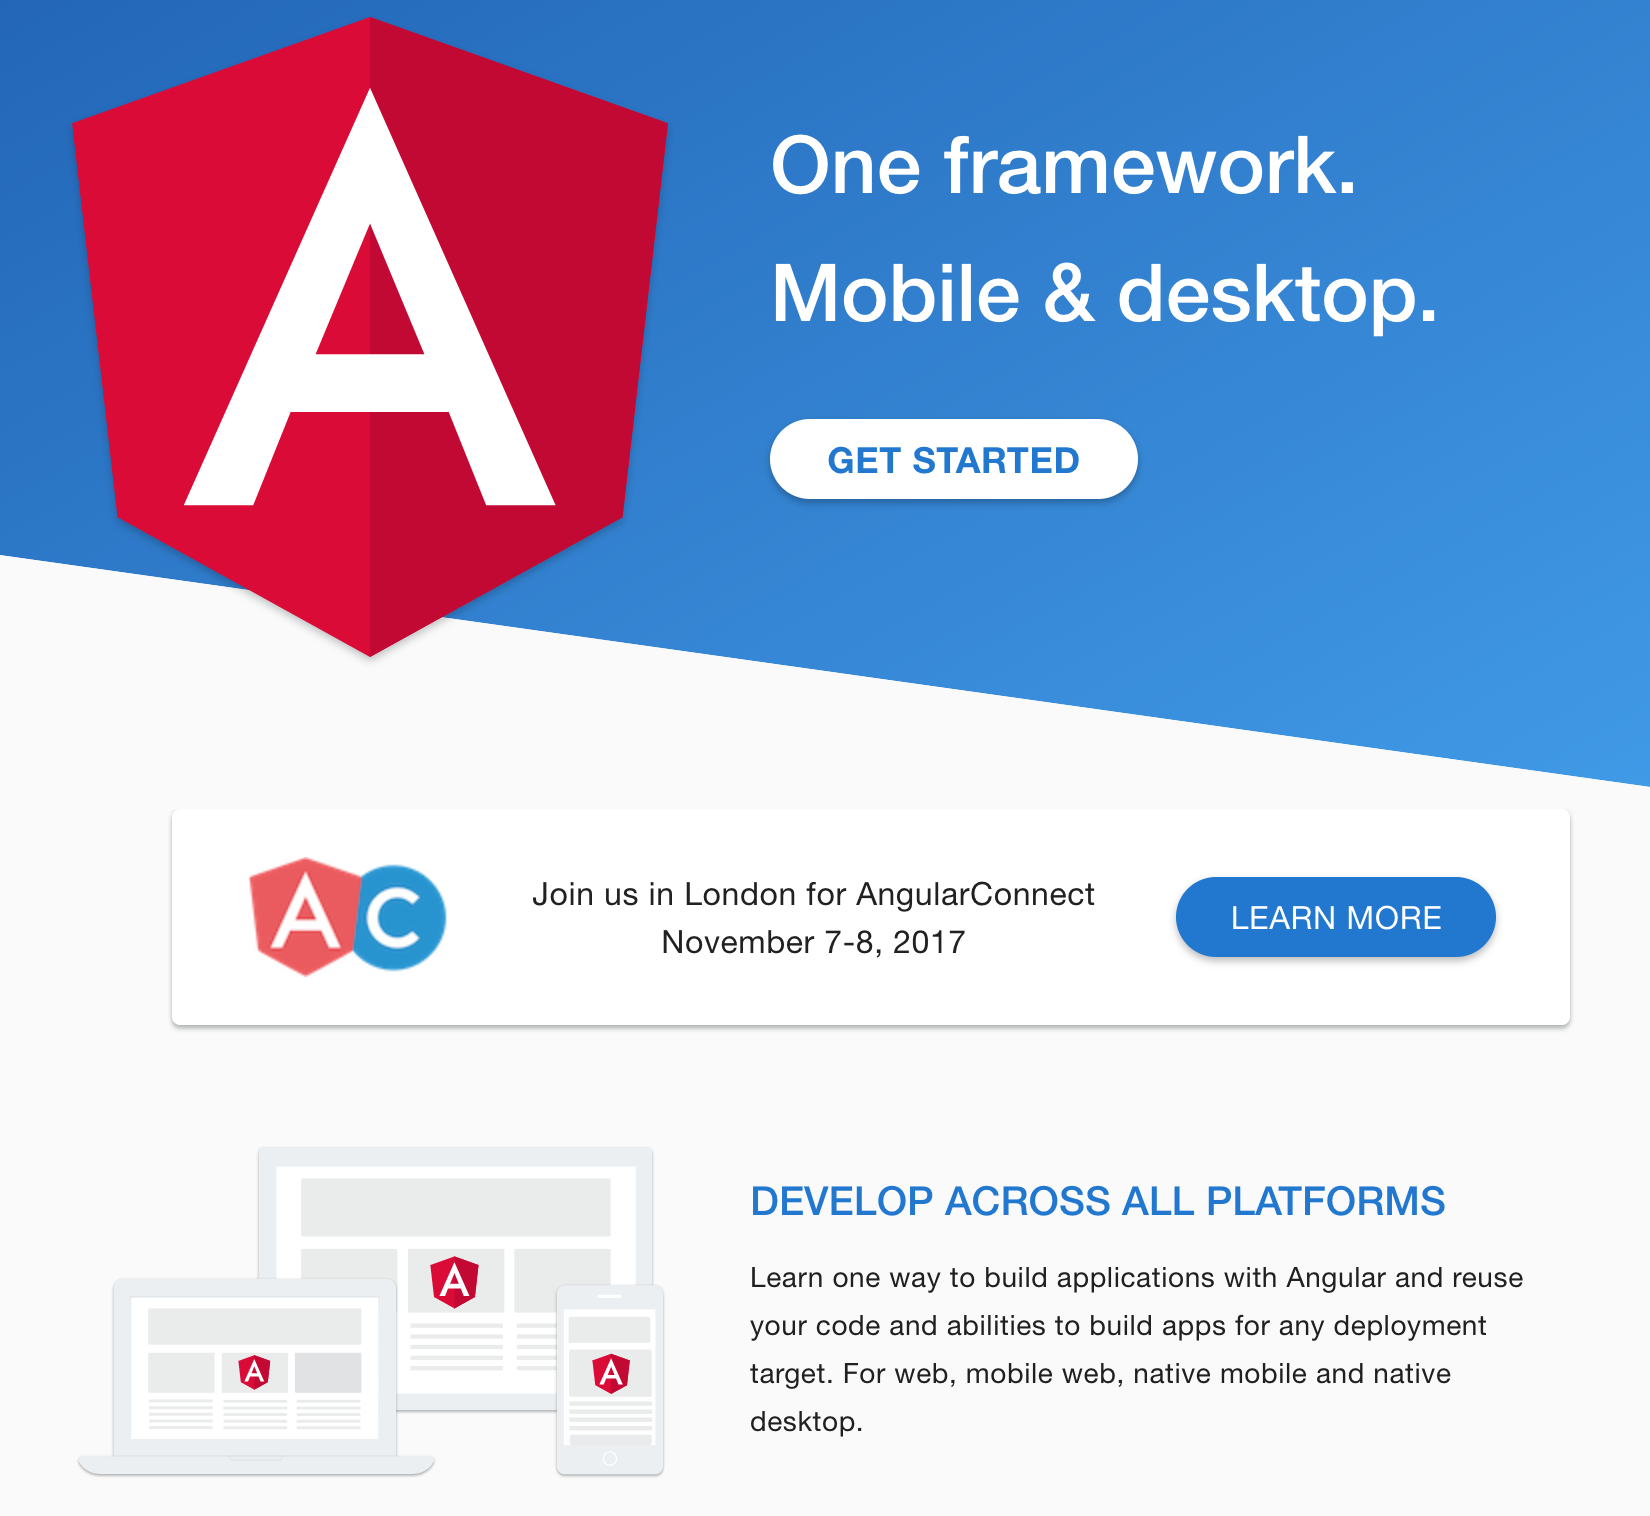 A
One framework.
Mobile & desktop.
GET STARTED
AC
Join us in London for AngularConnect
November 7-8, 2017
LEARN MORE
A
A
A
DEVELOP ACROSS ALL PLATFORMS
Learn one way to build applications with Angular and reuse
your code and abilities to build apps for any deployment
target. For web, mobile web, native mobile and native
desktop.